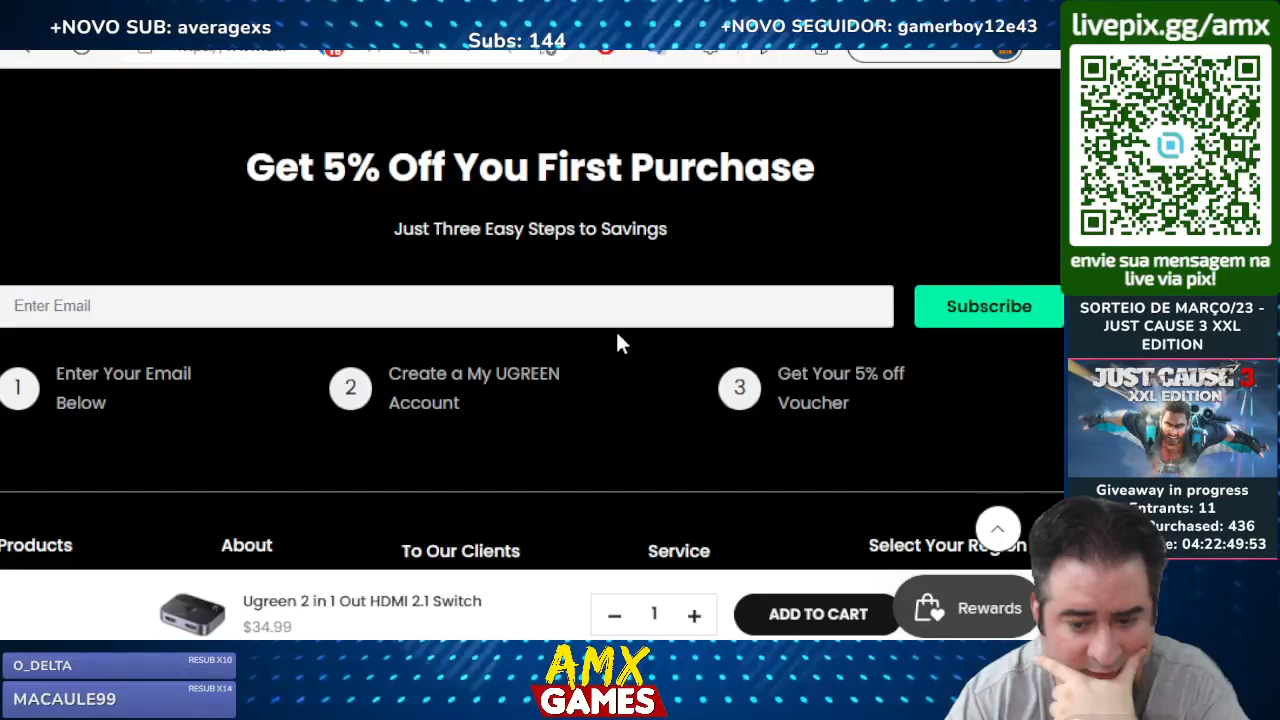 +NOVO SUB: averagexs
Subs: 144
+NOVO SEGUIDOR: gamerboy12e43
livepix.gg/amx
envie sua mensagem na
live via pix!
Get 5% Off You First Purchase
Just Three Easy Steps to Savings
Enter Email
Subscribe
1
Enter Your Email
Below
2
Create a My UGREEN
Account
3
Get Your 5% off
Voucher
SORTEIO DE MARÇO/23 -
JUST CAUSE 3 XXL
EDITION
JUST CAUSE 3
XXL EDITION
Giveaway in progress
Entrants: 11
Purchased: 436
04:22:49:53
Products
About
To Our Clients
Service
Select Your Region
Ugreen 2 in 1 Out HDMI 2.1 Switch
$34.99
− 1 +
ADD TO CART
Rewards
O_DELTA
RESUB X10
MACAULE99
RESUB X14
AMX
GAMES